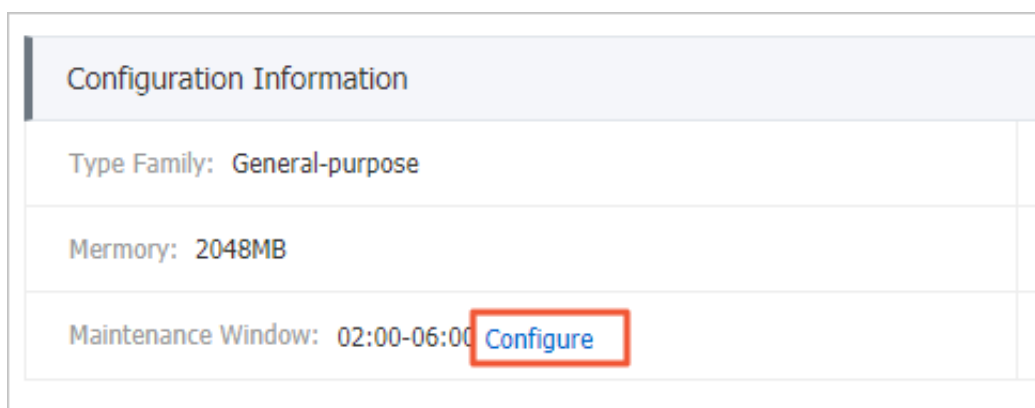 Configuration Information
Type Family: General-purpose
Mermory: 2048MB
Maintenance Window: 02:00-06:00 Configure